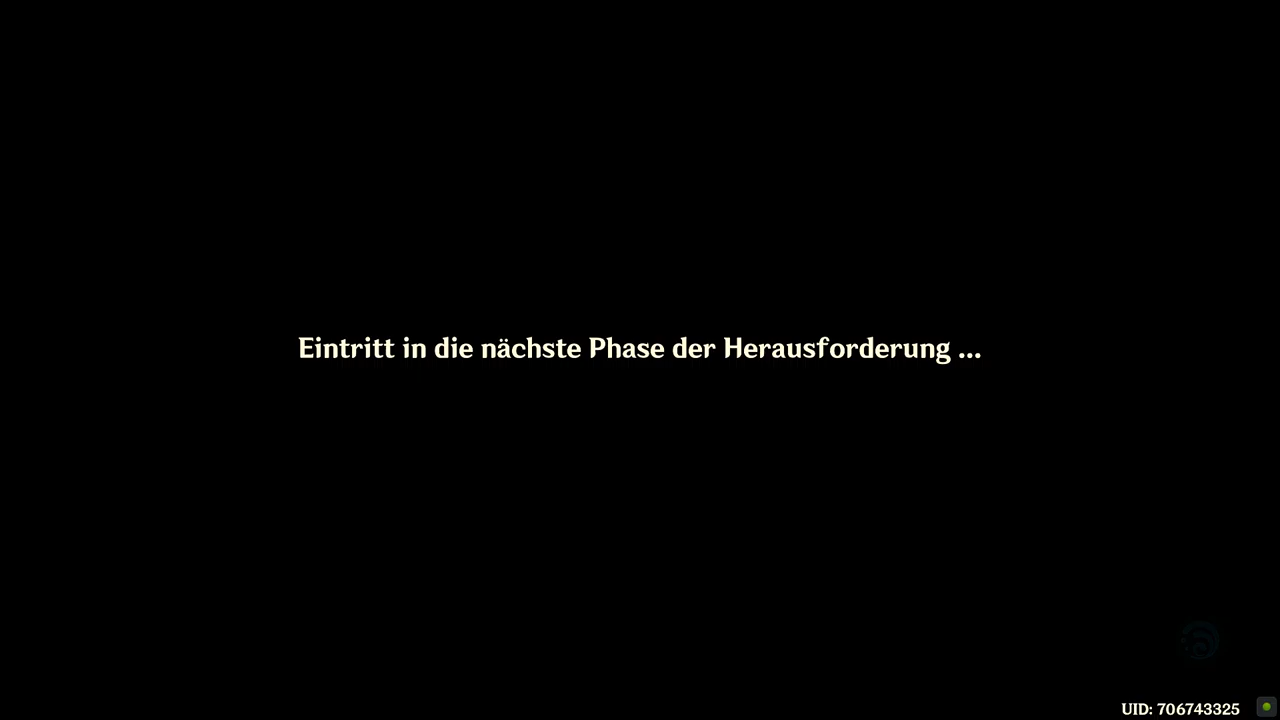 Eintritt in die nächste Phase der Herausforderung ...
UID: 706743325